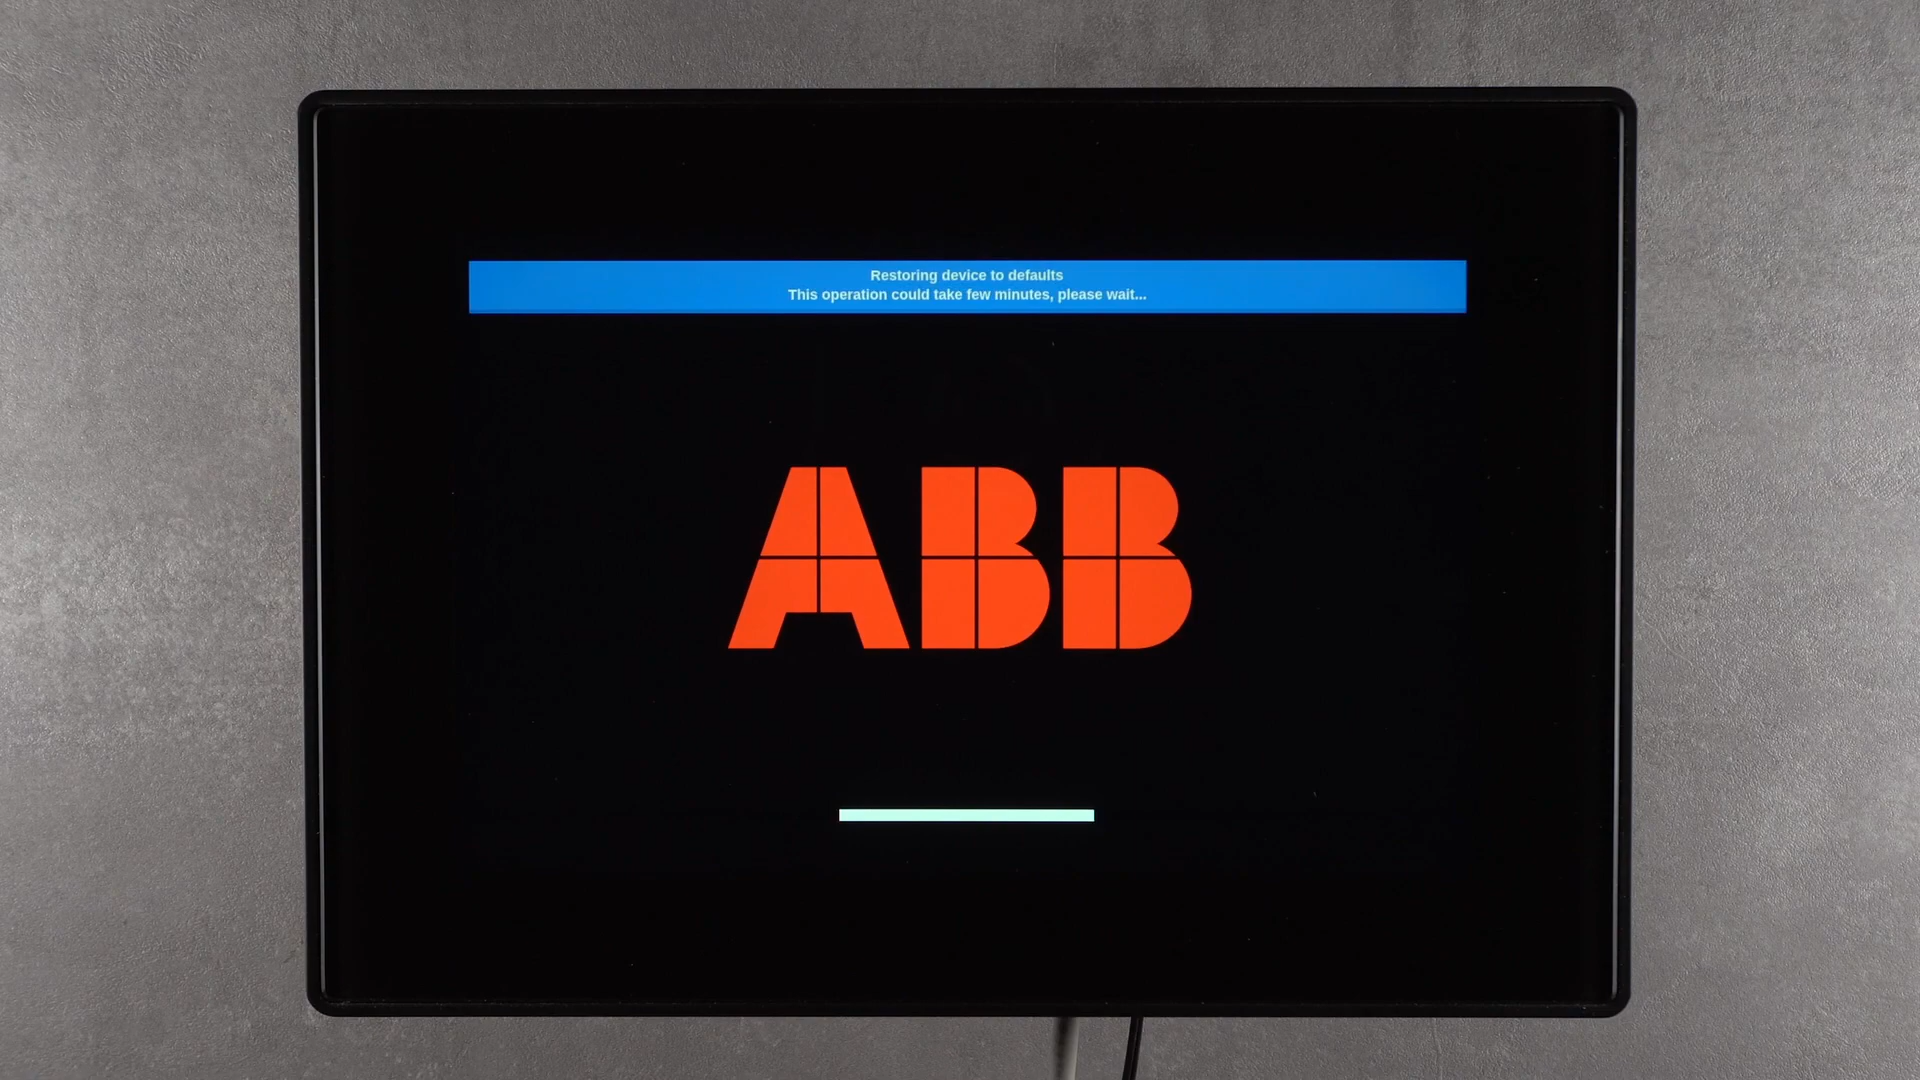 Restoring device to defaults
This operation could take few minutes, please wait...
ABB